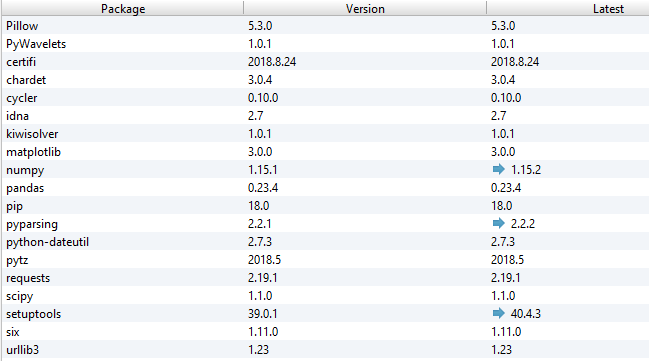 Package Version Latest
Pillow 5.3.0 5.3.0
PyWavelets 1.0.1 1.0.1
certifi 2018.8.24 2018.8.24
chardet 3.0.4 3.0.4
cycler 0.10.0 0.10.0
idna 2.7 2.7
kiwisolver 1.0.1 1.0.1
matplotlib 3.0.0 3.0.0
numpy 1.15.1 1.15.2
pandas 0.23.4 0.23.4
pip 18.0 18.0
pyparsing 2.2.1 2.2.2
python-dateutil 2.7.3 2.7.3
pytz 2018.5 2018.5
requests 2.19.1 2.19.1
scipy 1.1.0 1.1.0
setuptools 39.0.1 40.4.3
six 1.11.0 1.11.0
urllib3 1.23 1.23